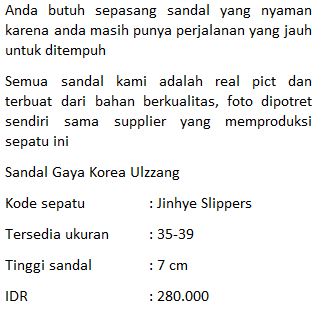 Anda butuh sepasang sandal yang nyaman
karena anda masih punya perjalanan yang jauh
untuk ditempuh
Semua sandal kami adalah real pict dan
terbuat dari bahan berkualitas, foto dipotret
sendiri sama supplier yang memproduksi
sepatu ini
Sandal Gaya Korea Ulzzang
Kode sepatu : Jinhye Slippers
Tersedia ukuran : 35-39
Tinggi sandal : 7 cm
IDR : 280.000